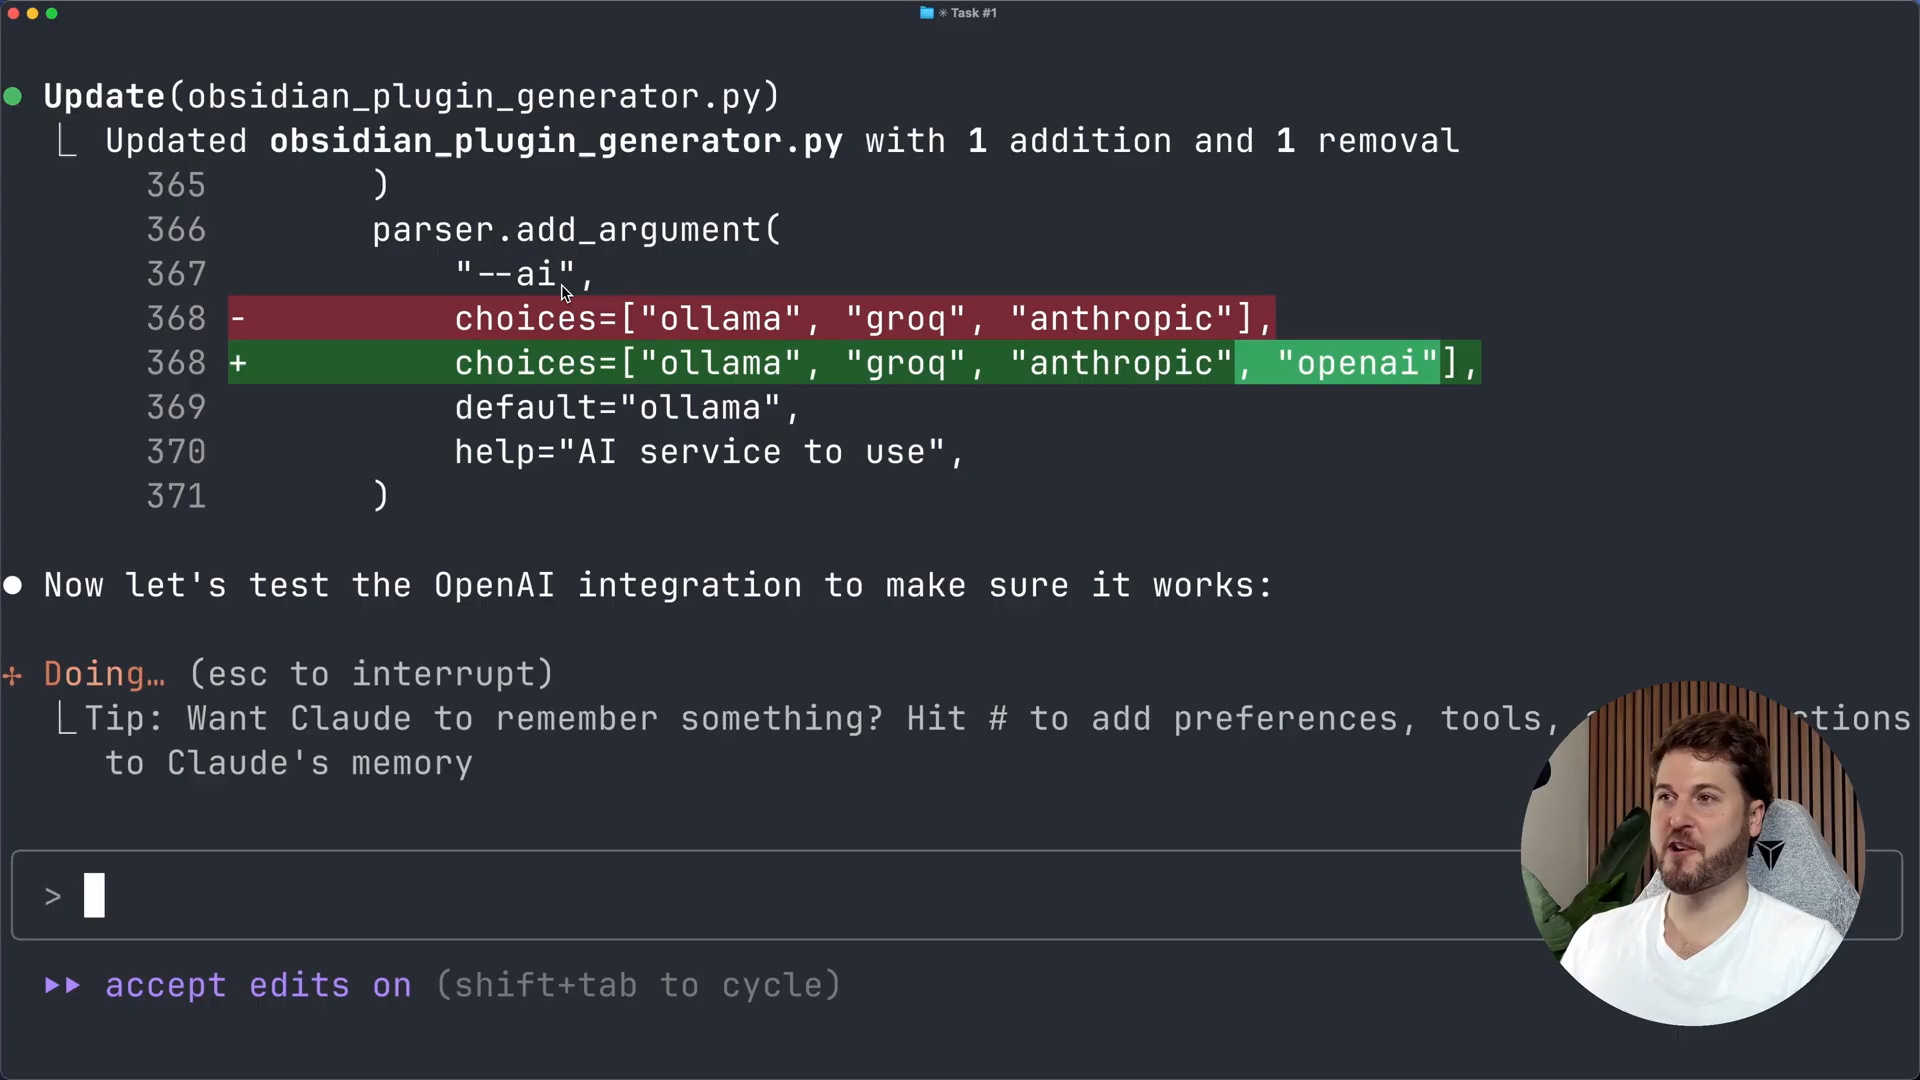 ✳ Task #1
● Update(obsidian_plugin_generator.py)
⎿ Updated obsidian_plugin_generator.py with 1 addition and 1 removal
365 )
366 parser.add_argument(
367 "--ai",
368 - choices=["ollama", "groq", "anthropic"],
368 + choices=["ollama", "groq", "anthropic", "openai"],
369 default="ollama",
370 help="AI service to use",
371 )
● Now let's test the OpenAI integration to make sure it works:
✢ Doing… (esc to interrupt)
⎿ Tip: Want Claude to remember something? Hit # to add preferences, tools,
to Claude's memory
>
▶▶ accept edits on (shift+tab to cycle)